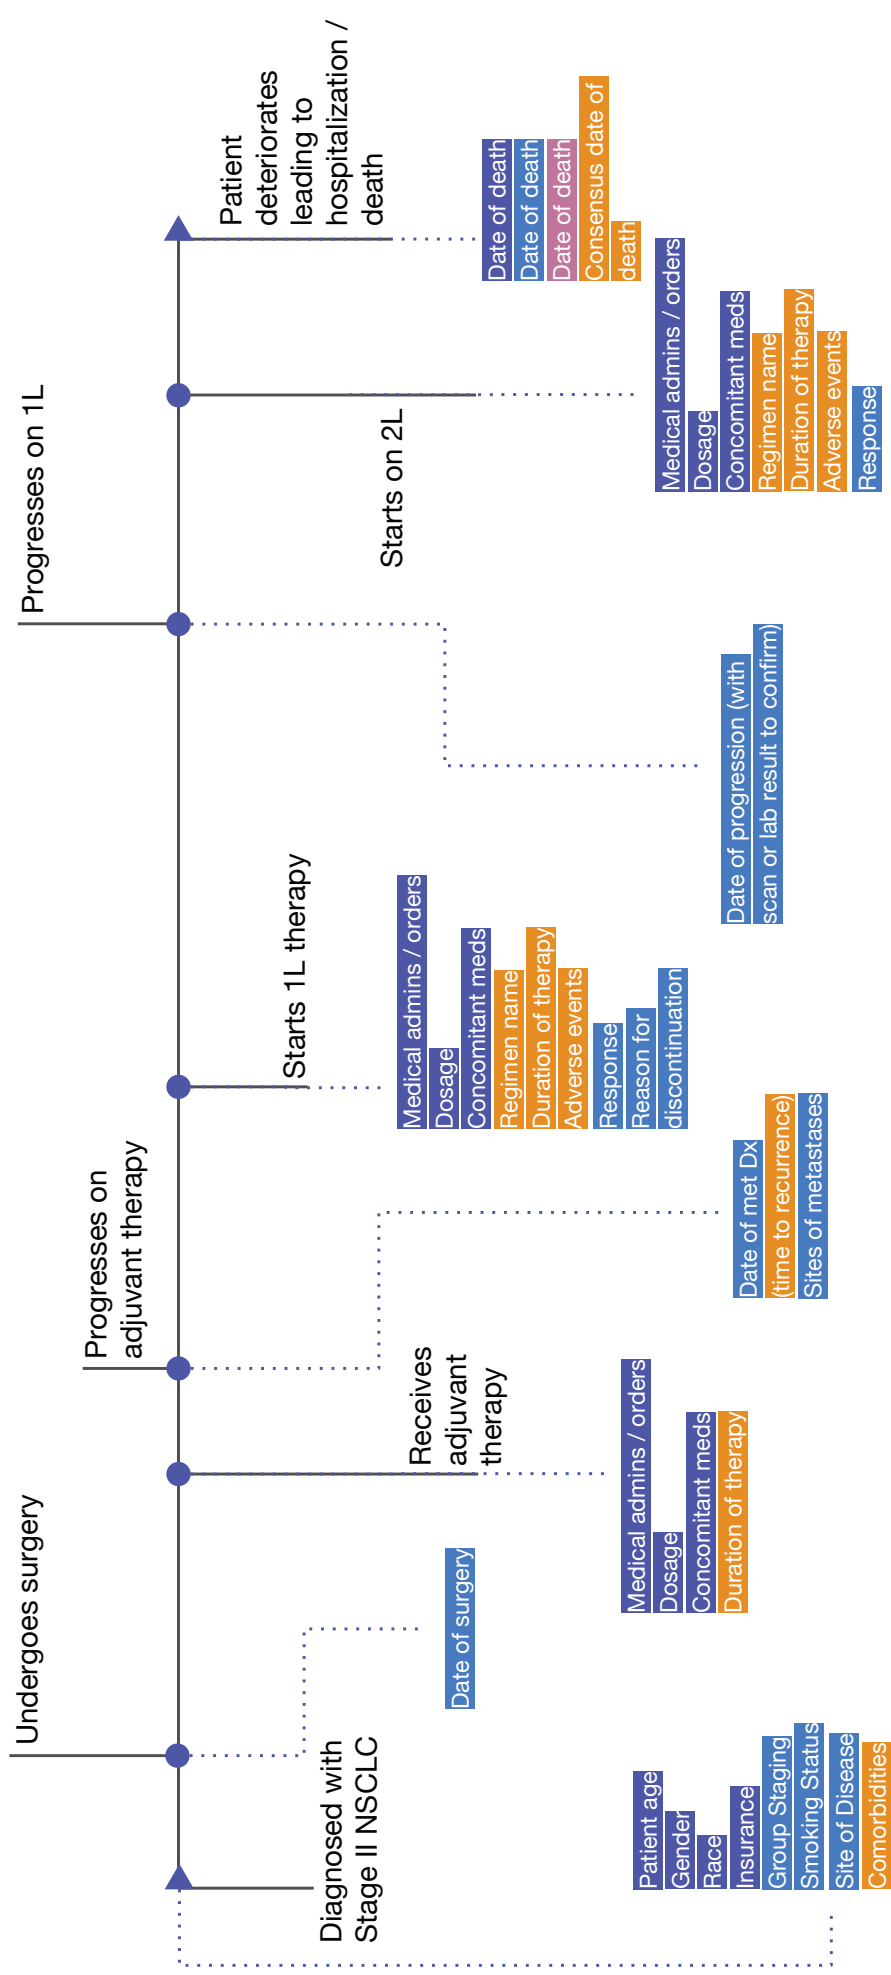 Diagnosed with
Stage II NSCLC
Patient age
Gender
Race
Insurance
Group Staging
Smoking Status
Site of Disease
Comorbidities
Undergoes surgery
Date of surgery
Receives
adjuvant
therapy
Medical admins / orders
Dosage
Concomitant meds
Duration of therapy
Progresses on
adjuvant therapy
Date of met Dx
(time to recurrence)
Sites of metastases
Starts 1L therapy
Medical admins / orders
Dosage
Concomitant meds
Regimen name
Duration of therapy
Adverse events
Response
Reason for
discontinuation
Progresses on 1L
Date of progression (with
scan or lab result to confirm)
Starts on 2L
Medical admins / orders
Dosage
Concomitant meds
Regimen name
Duration of therapy
Adverse events
Response
Patient
deteriorates
leading to
hospitalization /
death
Date of death
Date of death
Date of death
Consensus date of
death